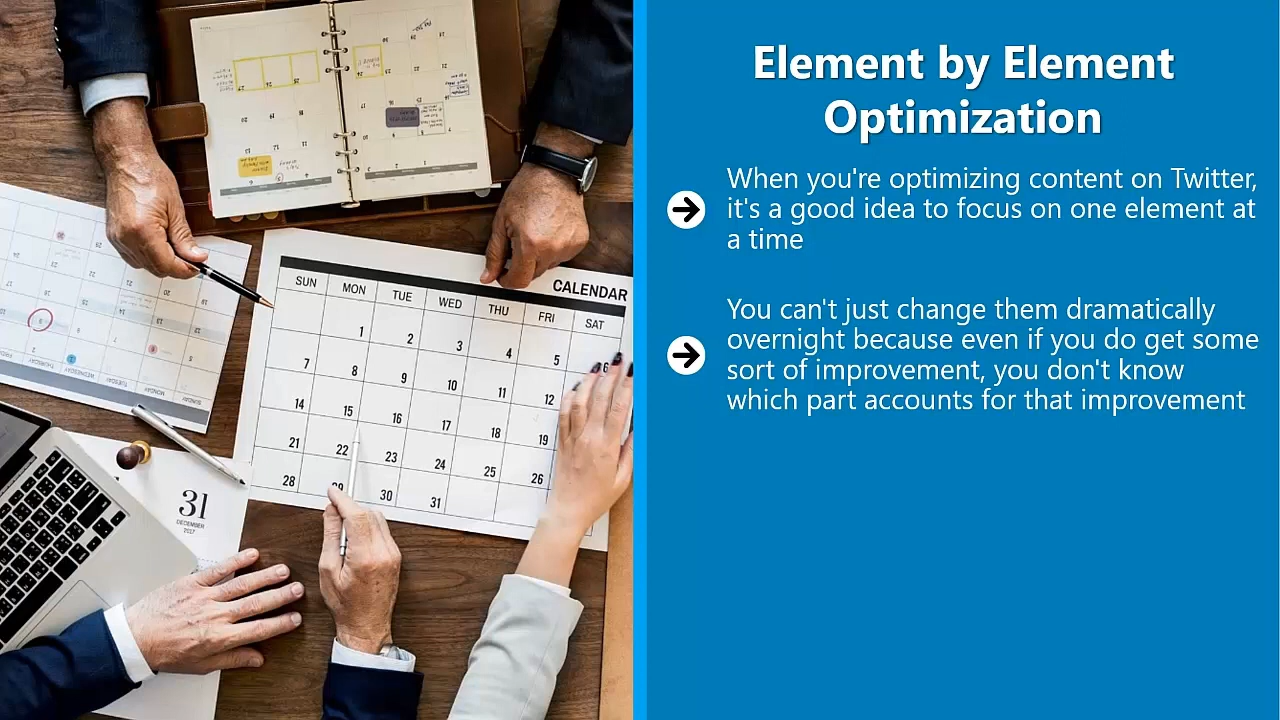 Element by Element
Optimization
When you're optimizing content on Twitter,
it's a good idea to focus on one element at
a time
You can't just change them dramatically
overnight because even if you do get some
sort of improvement, you don't know
which part accounts for that improvement
CALENDAR
SUN MON TUE WED THU FRI SAT
1 2 3 4 5 6
7 8 9 10 11 12
14 15 16 17 18 19
21 22 23 24 25 26
28 29 30 31
31
DECEMBER
2017